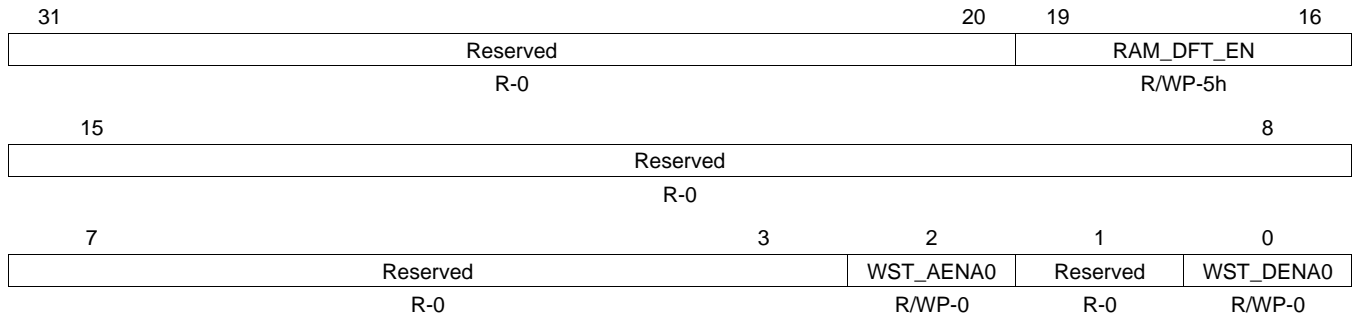 31 20 19 16
Reserved RAM_DFT_EN
R-0 R/WP-5h
15 8
Reserved
R-0
7 3 2 1 0
Reserved WST_AENA0 Reserved WST_DENA0
R-0 R/WP-0 R-0 R/WP-0